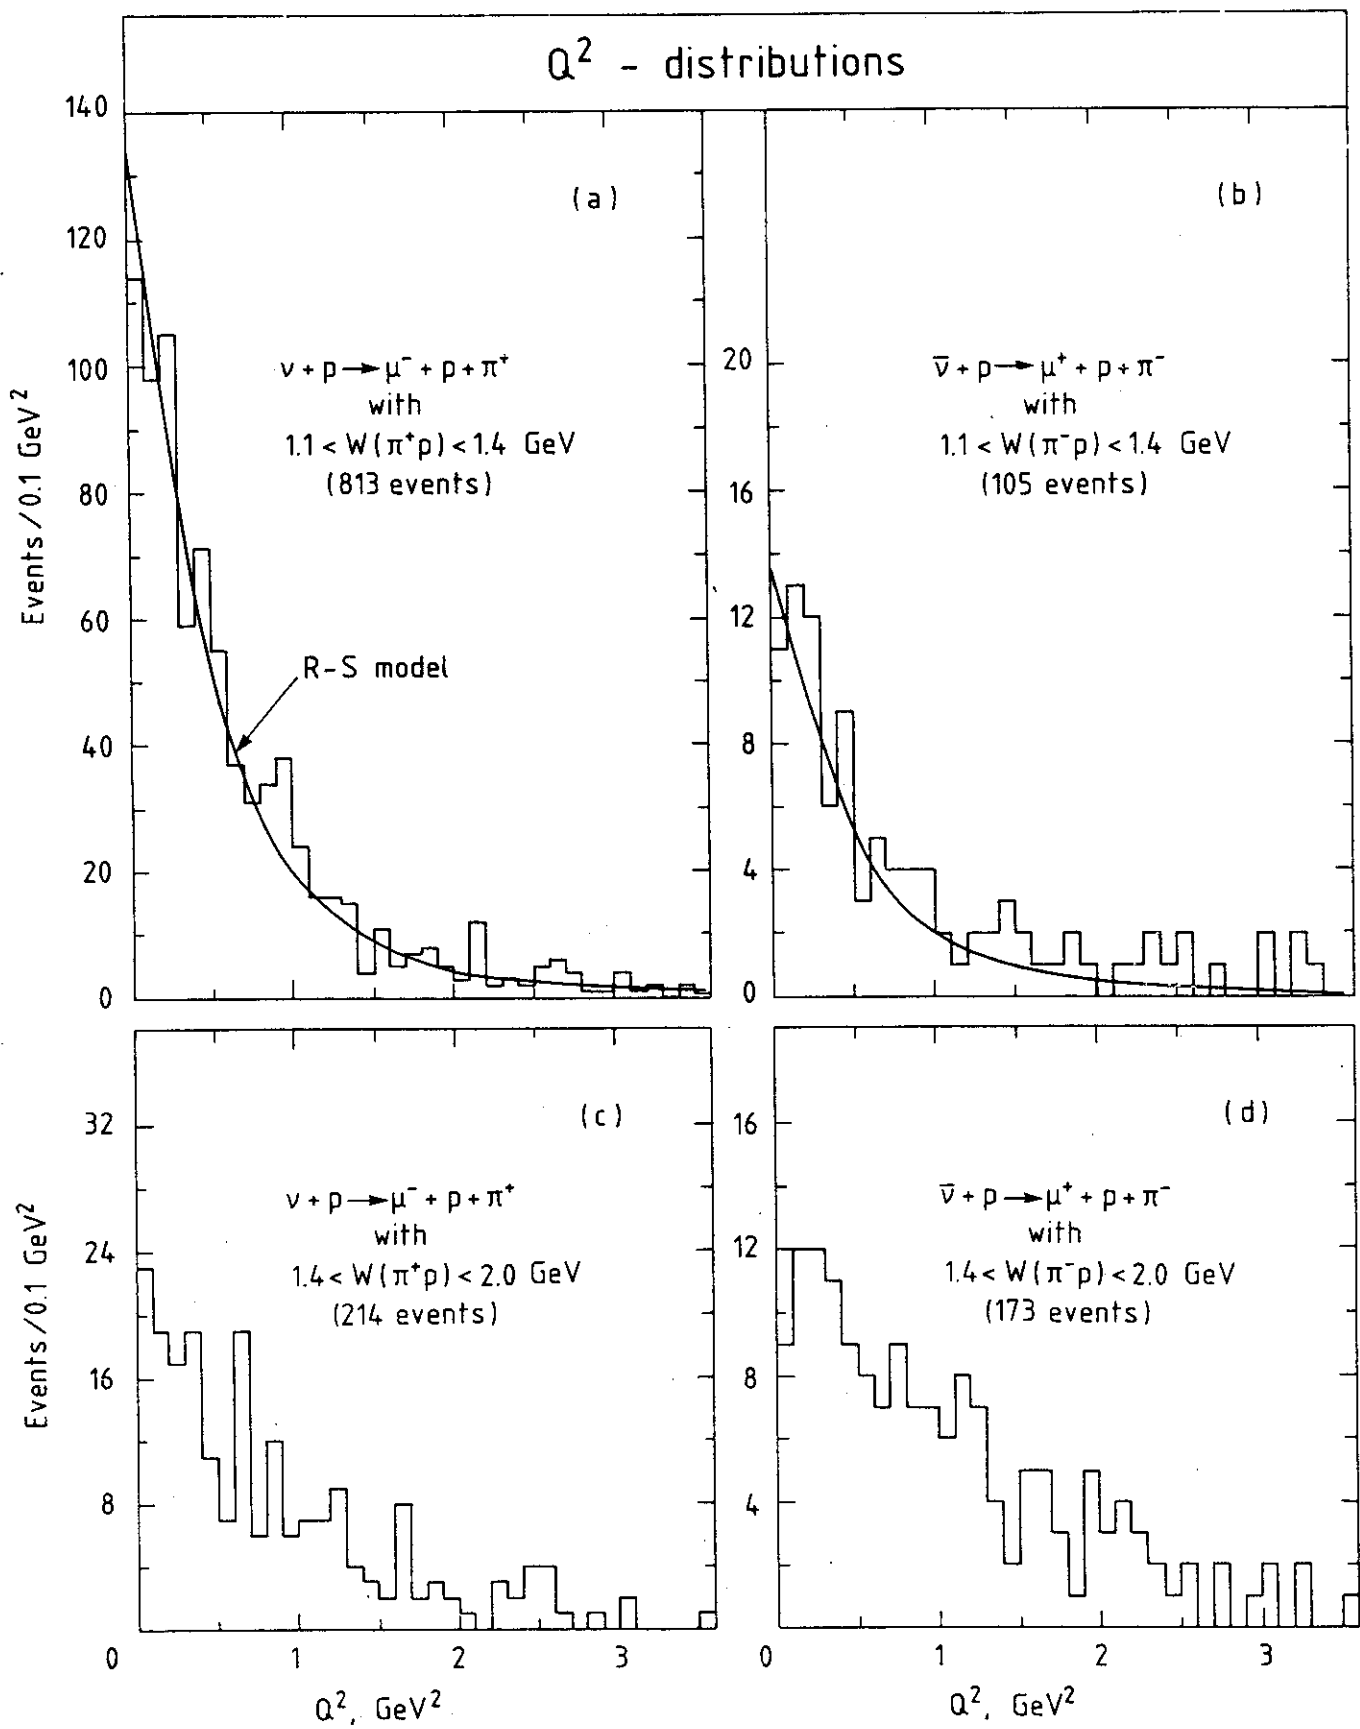 Q² - distributions
140
120
100
80
60
40
20
0
Events/0.1 GeV²
(a)
ν + p → μ⁻ + p + π⁺
with
1.1 < W(π⁺p) < 1.4 GeV
(813 events)
R-S model
20
16
12
8
4
0
(b)
ν̅ + p → μ⁺ + p + π⁻
with
1.1 < W(π⁻p) < 1.4 GeV
(105 events)
32
24
16
8
Events/0.1 GeV²
(c)
ν + p → μ⁻ + p + π⁺
with
1.4 < W(π⁺p) < 2.0 GeV
(214 events)
0 1 2 3
Q², GeV²
16
12
8
4
(d)
ν̅ + p → μ⁺ + p + π⁻
with
1.4 < W(π⁻p) < 2.0 GeV
(173 events)
0 1 2 3
Q², GeV²